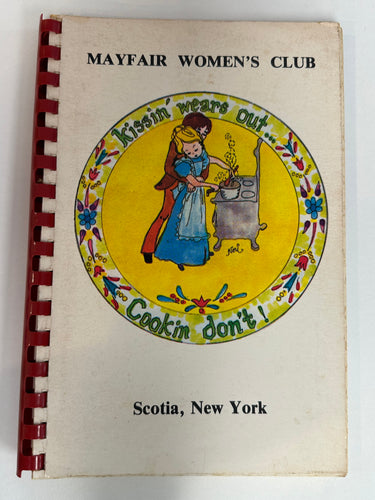 MAYFAIR WOMEN'S CLUB
Kissin' wears out...
Cookin don't!
Scotia, New York